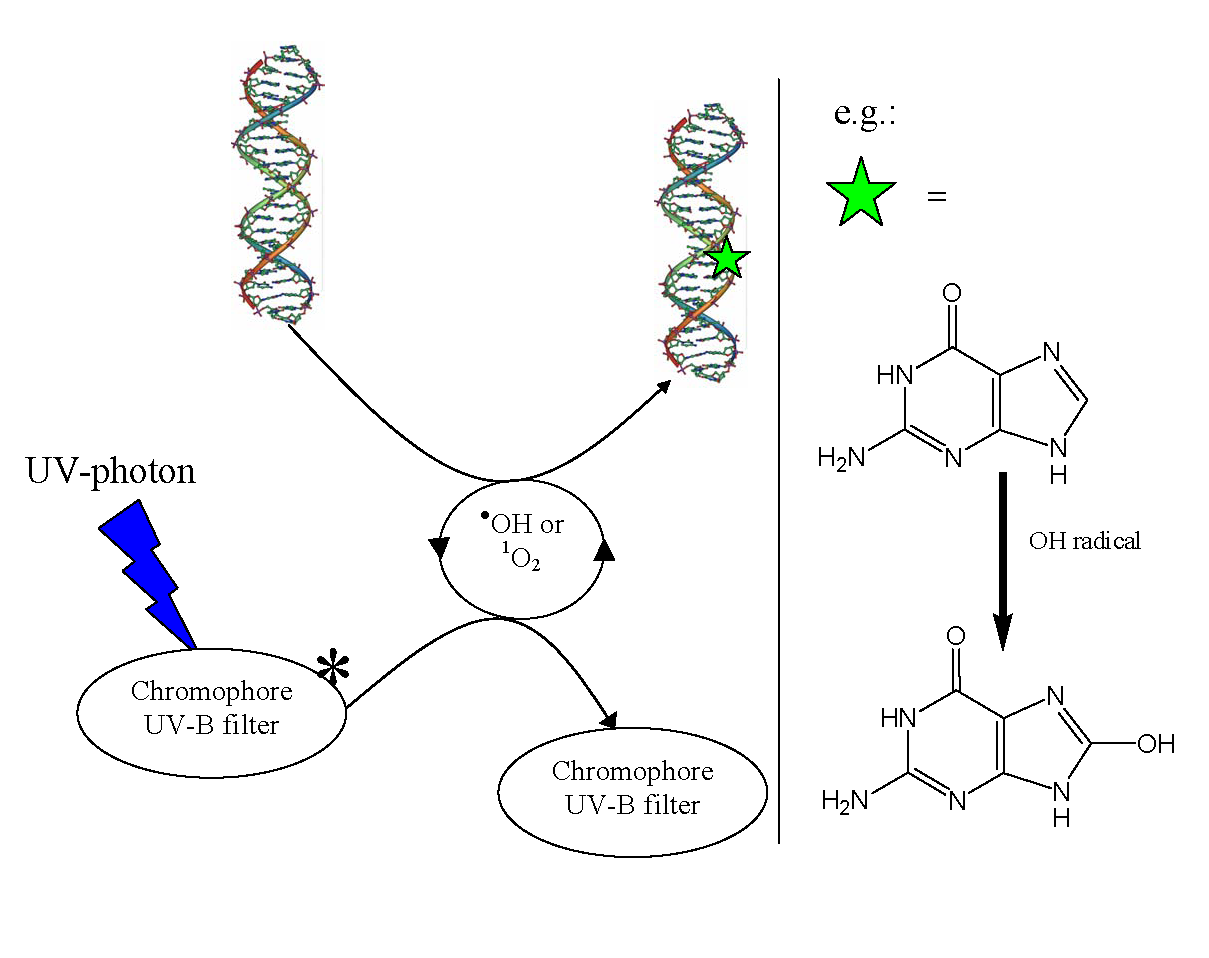 UV-photon
•OH or
¹O₂
Chromophore
UV-B filter
*
Chromophore
UV-B filter
e.g.:
=
O
HN
N
H₂N
N
N
H
OH radical
O
HN
N
OH
H₂N
N
N
H